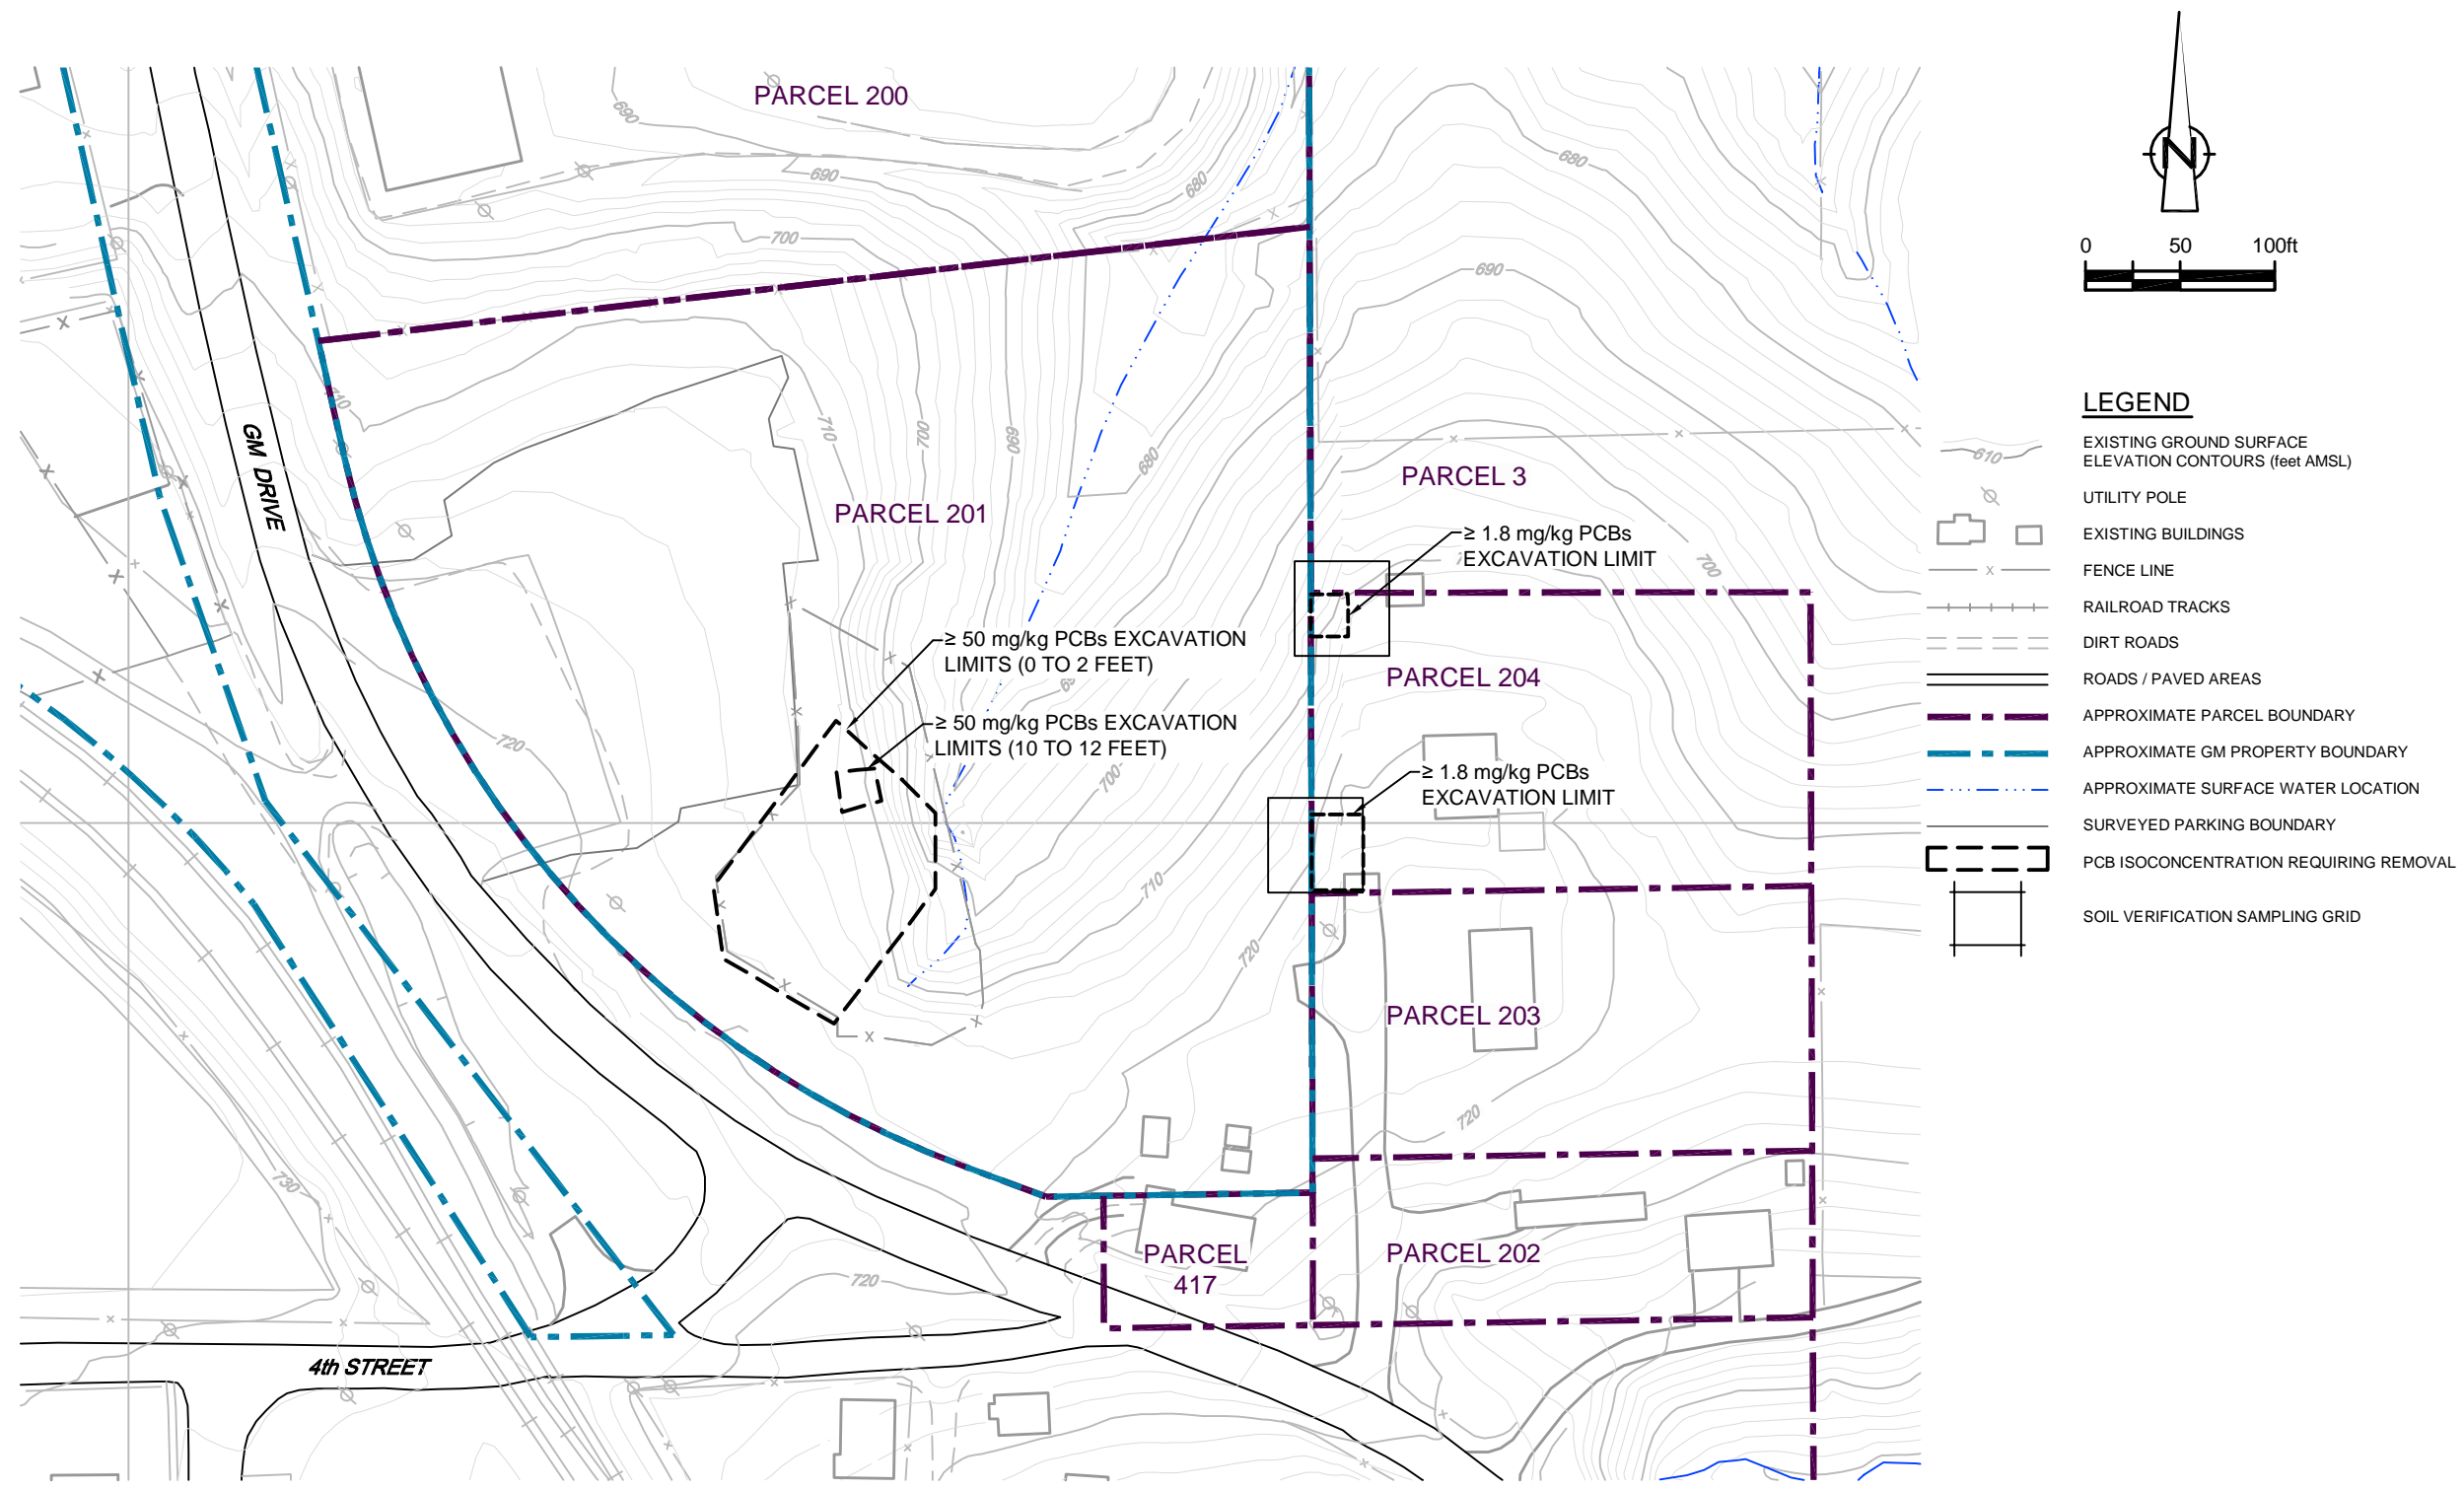 PARCEL 200
690
690
680
680
700
690
710
710
700
690
680
GM DRIVE
PARCEL 201
PARCEL 3
≥ 1.8 mg/kg PCBs
EXCAVATION LIMIT
700
≥ 50 mg/kg PCBs EXCAVATION
LIMITS (0 TO 2 FEET)
PARCEL 204
≥ 50 mg/kg PCBs EXCAVATION
LIMITS (10 TO 12 FEET)
720
700
≥ 1.8 mg/kg PCBs
EXCAVATION LIMIT
710
720
PARCEL 203
720
730
PARCEL
417
PARCEL 202
720
4th STREET
N
0 50 100ft
LEGEND
610
EXISTING GROUND SURFACE
ELEVATION CONTOURS (feet AMSL)
UTILITY POLE
EXISTING BUILDINGS
x FENCE LINE
RAILROAD TRACKS
DIRT ROADS
ROADS / PAVED AREAS
APPROXIMATE PARCEL BOUNDARY
APPROXIMATE GM PROPERTY BOUNDARY
APPROXIMATE SURFACE WATER LOCATION
SURVEYED PARKING BOUNDARY
PCB ISOCONCENTRATION REQUIRING REMOVAL
SOIL VERIFICATION SAMPLING GRID